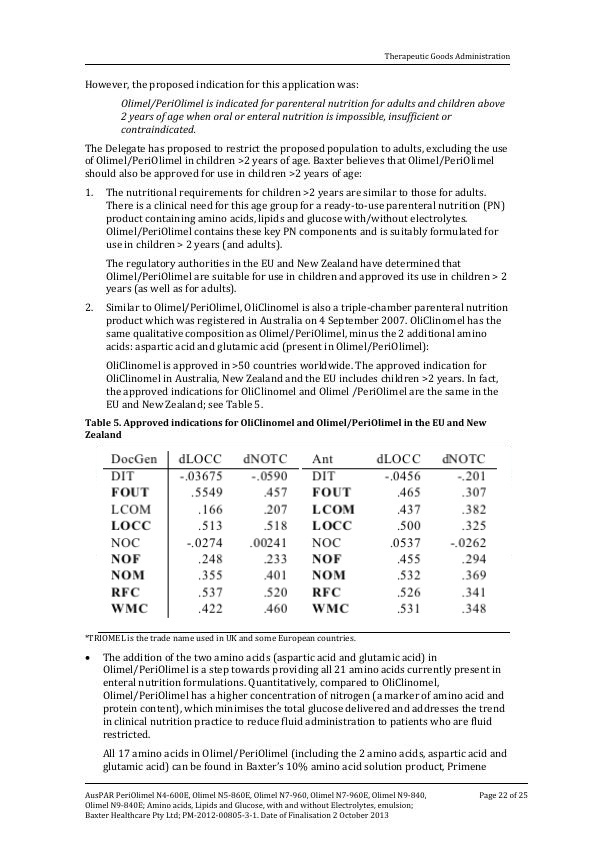 Therapeutic Goods Administration
However, the proposed indication for this application was:
Olimel/PeriOlimel is indicated for parenteral nutrition for adults and children above
2 years of age when oral or enteral nutrition is impossible, insufficient or
contraindicated.
The Delegate has proposed to restrict the proposed population to adults, excluding the use
of Olimel/PeriOlimel in children >2 years of age. Baxter believes that Olimel/PeriOlimel
should also be approved for use in children >2 years of age:
1. The nutritional requirements for children >2 years are similar to those for adults.
There is a clinical need for this age group for a ready-to-use parenteral nutrition (PN)
product containing amino acids, lipids and glucose with/without electrolytes.
Olimel/PeriOlimel contains these key PN components and is suitably formulated for
use in children > 2 years (and adults).
The regulatory authorities in the EU and New Zealand have determined that
Olimel/PeriOlimel are suitable for use in children and approved its use in children > 2
years (as well as for adults).
2. Similar to Olimel/PeriOlimel, OliClinomel is also a triple-chamber parenteral nutrition
product which was registered in Australia on 4 September 2007. OliClinomel has the
same qualitative composition as Olimel/PeriOlimel, minus the 2 additional amino
acids: aspartic acid and glutamic acid (present in Olimel/PeriOlimel):
OliClinomel is approved in >50 countries worldwide. The approved indication for
OliClinomel in Australia, New Zealand and the EU includes children >2 years. In fact,
the approved indications for OliClinomel and Olimel /PeriOlimel are the same in the
EU and New Zealand; see Table 5.
Table 5. Approved indications for OliClinomel and Olimel/PeriOlimel in the EU and New
Zealand
DocGen dLOCC dNOTC Ant dLOCC dNOTC
DIT -.03675 -.0590 DIT -.0456 -.201
FOUT .5549 .457 FOUT .465 .307
LCOM .166 .207 LCOM .437 .382
LOCC .513 .518 LOCC .500 .325
NOC -.0274 .00241 NOC .0537 -.0262
NOF .248 .233 NOF .455 .294
NOM .355 .401 NOM .532 .369
RFC .537 .520 RFC .526 .341
WMC .422 .460 WMC .531 .348
*TRIOMEL is the trade name used in UK and some European countries.
• The addition of the two amino acids (aspartic acid and glutamic acid) in
Olimel/PeriOlimel is a step towards providing all 21 amino acids currently present in
enteral nutrition formulations. Quantitatively, compared to OliClinomel,
Olimel/PeriOlimel has a higher concentration of nitrogen (a marker of amino acid and
protein content), which minimises the total glucose delivered and addresses the trend
in clinical nutrition practice to reduce fluid administration to patients who are fluid
restricted.
All 17 amino acids in Olimel/PeriOlimel (including the 2 amino acids, aspartic acid and
glutamic acid) can be found in Baxter's 10% amino acid solution product, Primene
AusPAR PeriOlimel N4-600E, Olimel N5-860E, Olimel N7-960, Olimel N7-960E, Olimel N9-840, Page 22 of 25
Olimel N9-840E; Amino acids, Lipids and Glucose, with and without Electrolytes, emulsion;
Baxter Healthcare Pty Ltd; PM-2012-00805-3-1. Date of Finalisation 2 October 2013